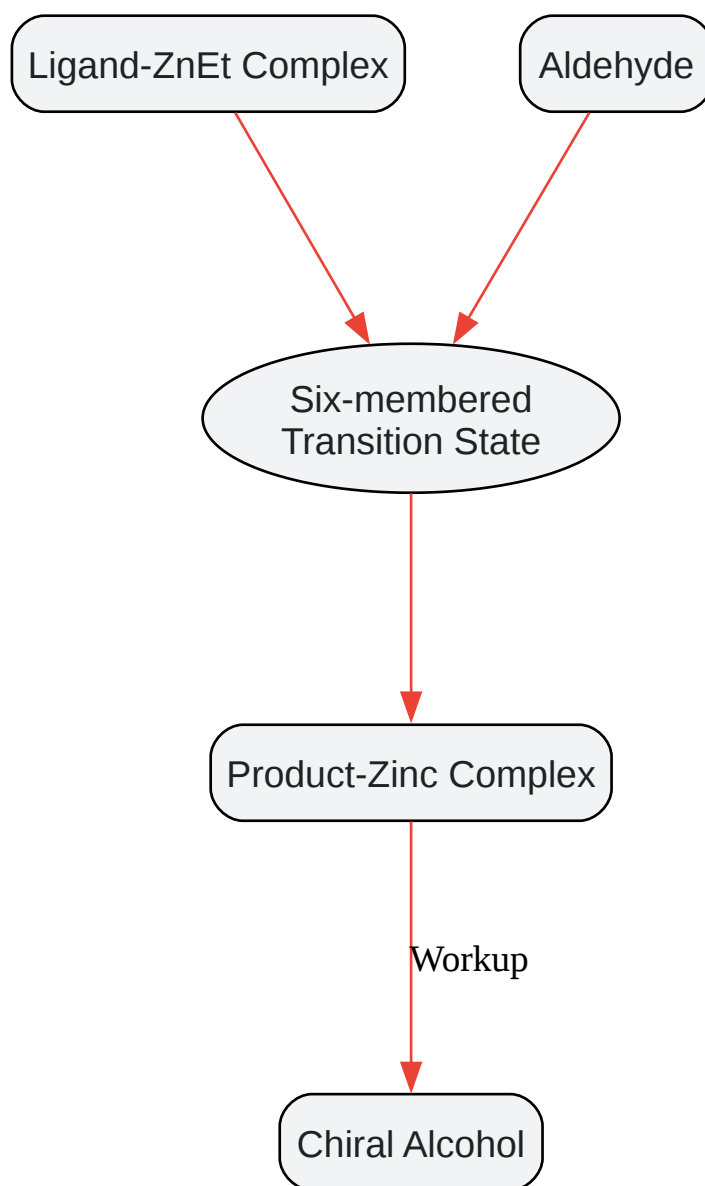 Ligand-ZnEt Complex
Aldehyde
Six-membered
Transition State
Product-Zinc Complex
Workup
Chiral Alcohol